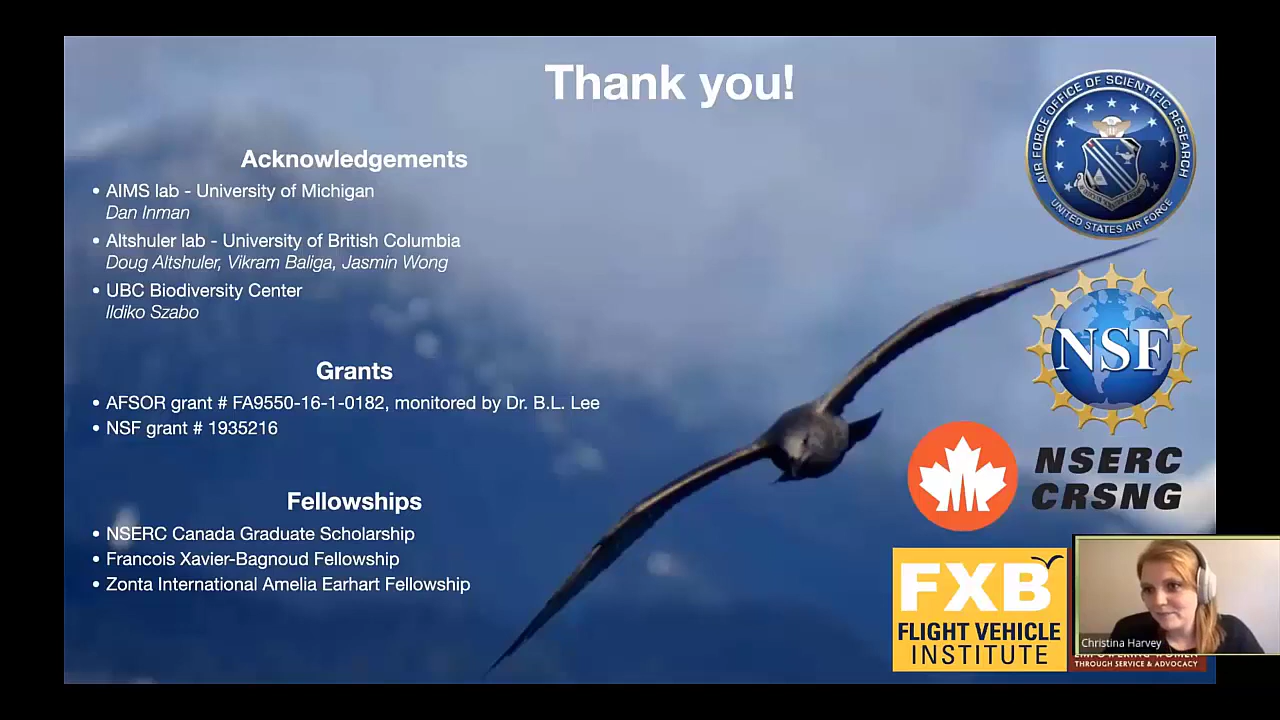 Thank you!
Acknowledgements
• AIMS lab - University of Michigan
Dan Inman
• Altshuler lab - University of British Columbia
Doug Altshuler, Vikram Baliga, Jasmin Wong
• UBC Biodiversity Center
Ildiko Szabo
Grants
• AFSOR grant # FA9550-16-1-0182, monitored by Dr. B.L. Lee
• NSF grant # 1935216
Fellowships
• NSERC Canada Graduate Scholarship
• Francois Xavier-Bagnoud Fellowship
• Zonta International Amelia Earhart Fellowship
AIR FORCE OFFICE OF SCIENTIFIC RESEARCH
UNITED STATES AIR FORCE
NSF
NSERC
CRSNG
FXB
FLIGHT VEHICLE
INSTITUTE
Christina Harvey
EMPOWERING WOMEN
THROUGH SERVICE & ADVOCACY